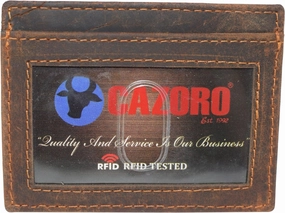 CAZORO
Est. 1980
"Quality And Service Is Our Business"
RFID RFID TESTED